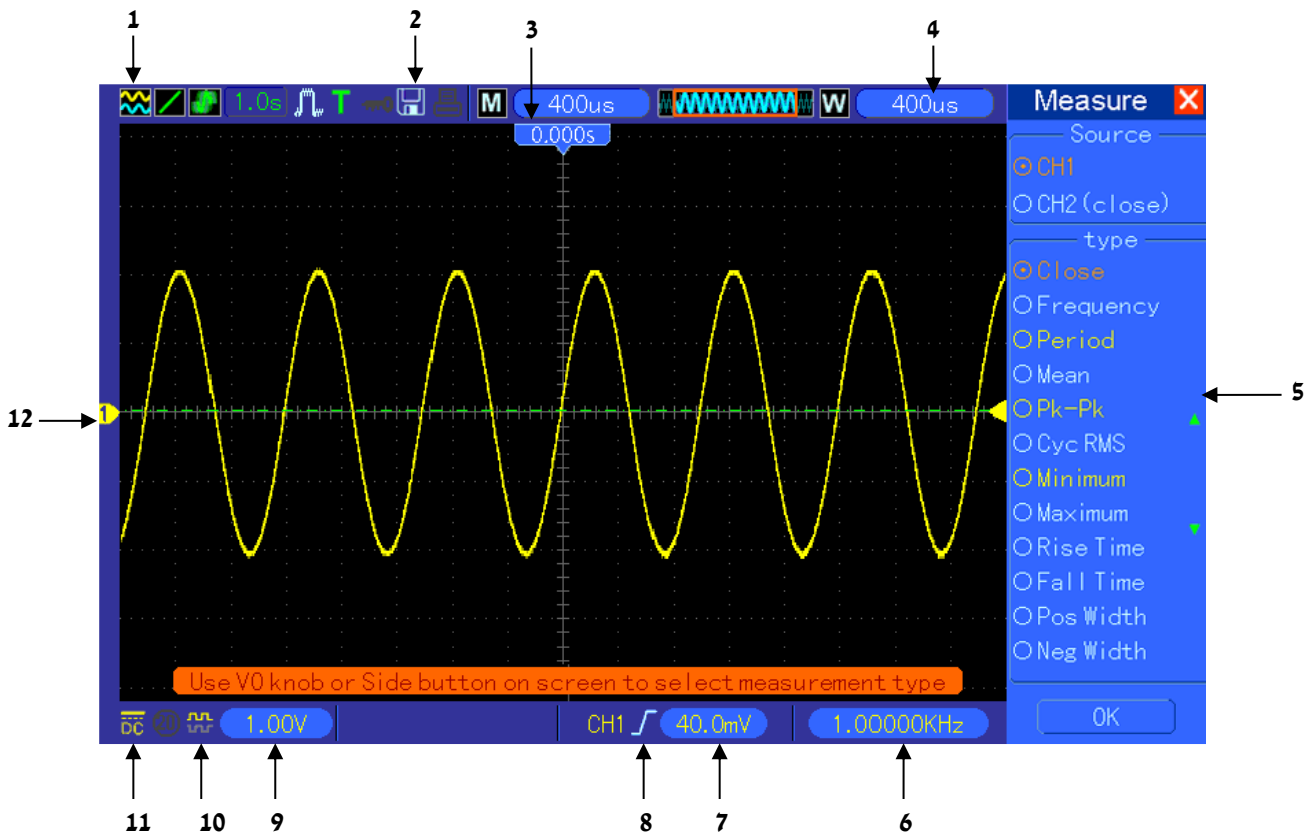 1 2 3 4
1.0s T M 400us W 400us Measure X
0.000s
Source
CH1
CH2(close)
type
Close
Frequency
Period
Mean
Pk-Pk
Cyc RMS
Minimum
Maximum
Rise Time
Fall Time
Pos Width
Neg Width
OK
5
12 1
Use V0 knob or Side button on screen to select measurement type
DC 1.00V CH1 40.0mV 1.00000KHz
11 10 9 8 7 6